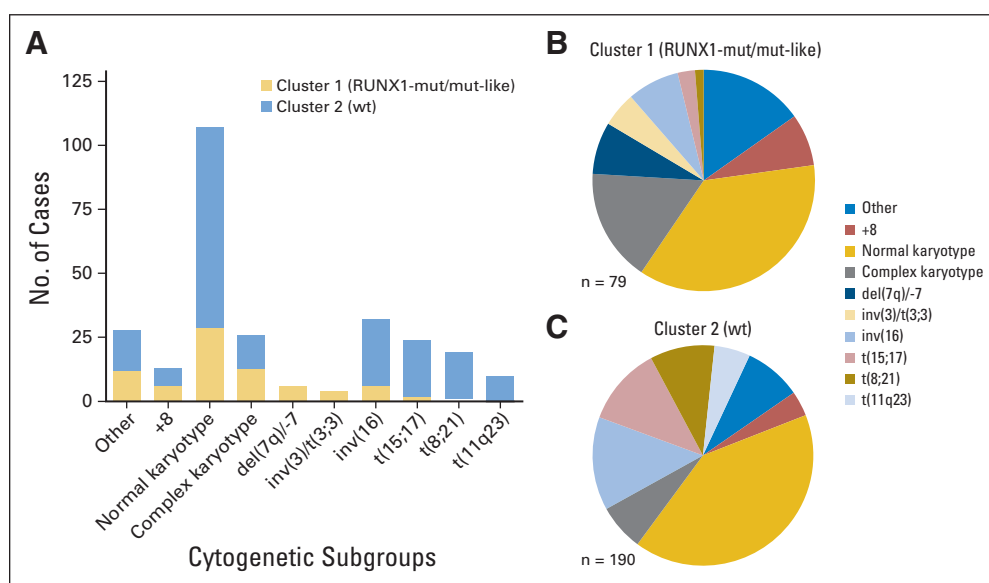 A
125
100
75
50
25
0
No. of Cases
Cluster 1 (RUNX1-mut/mut-like)
Cluster 2 (wt)
Other
+8
Normal karyotype
Complex karyotype
del(7q)/-7
inv(3)/t(3;3)
inv(16)
t(15;17)
t(8;21)
t(11q23)
Cytogenetic Subgroups
B
Cluster 1 (RUNX1-mut/mut-like)
n = 79
C
Cluster 2 (wt)
n = 190
Other
+8
Normal karyotype
Complex karyotype
del(7q)/-7
inv(3)/t(3;3)
inv(16)
t(15;17)
t(8;21)
t(11q23)